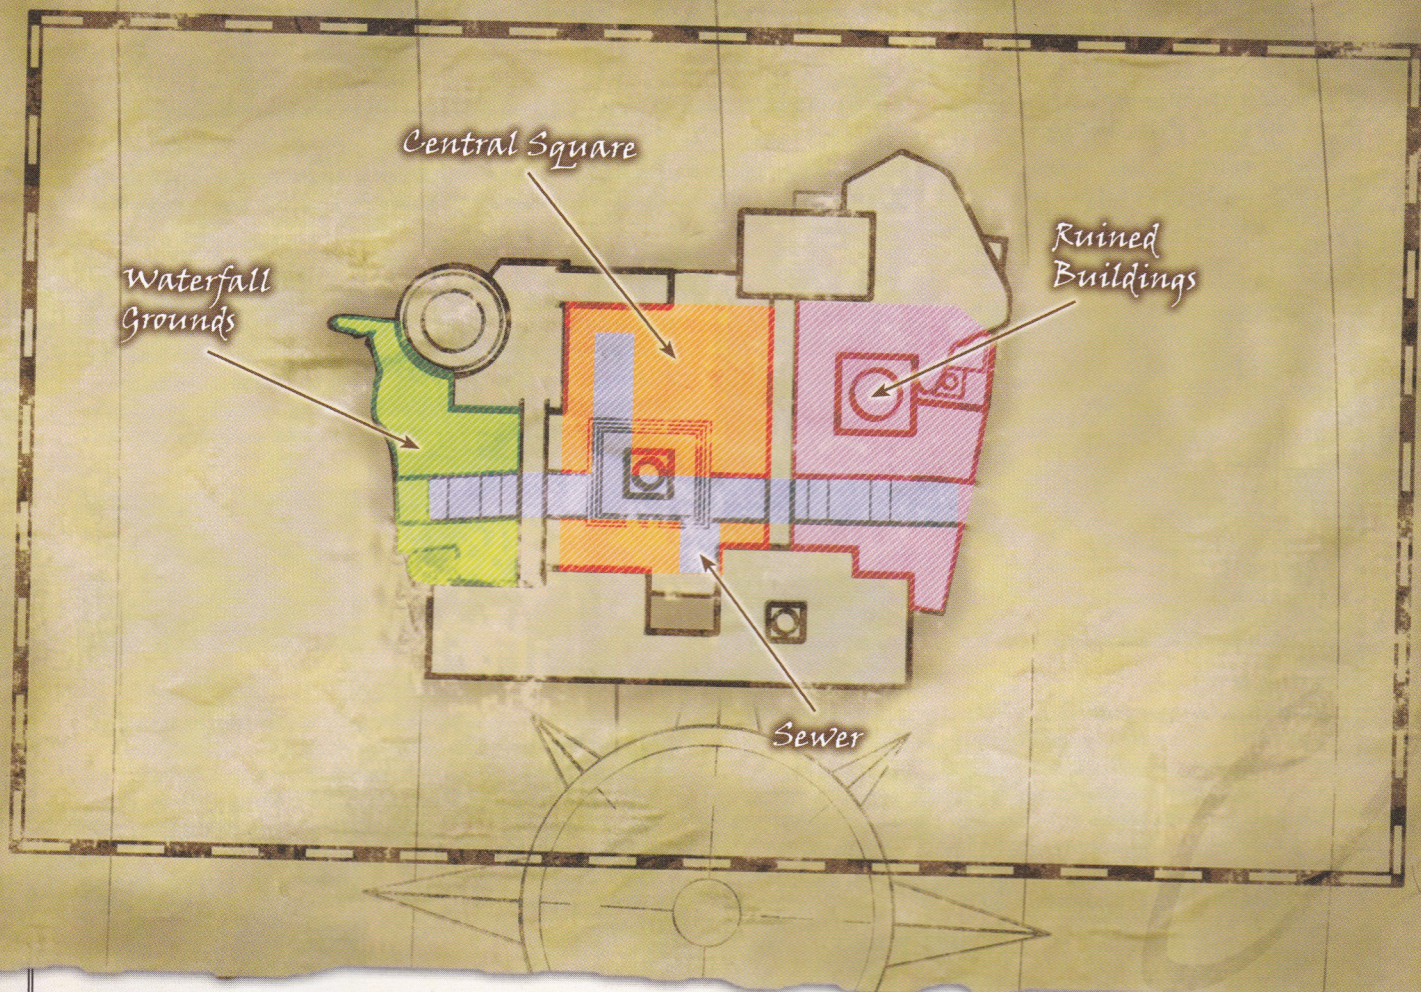 Central Square
Ruined
Buildings
Waterfall
Grounds
Sewer